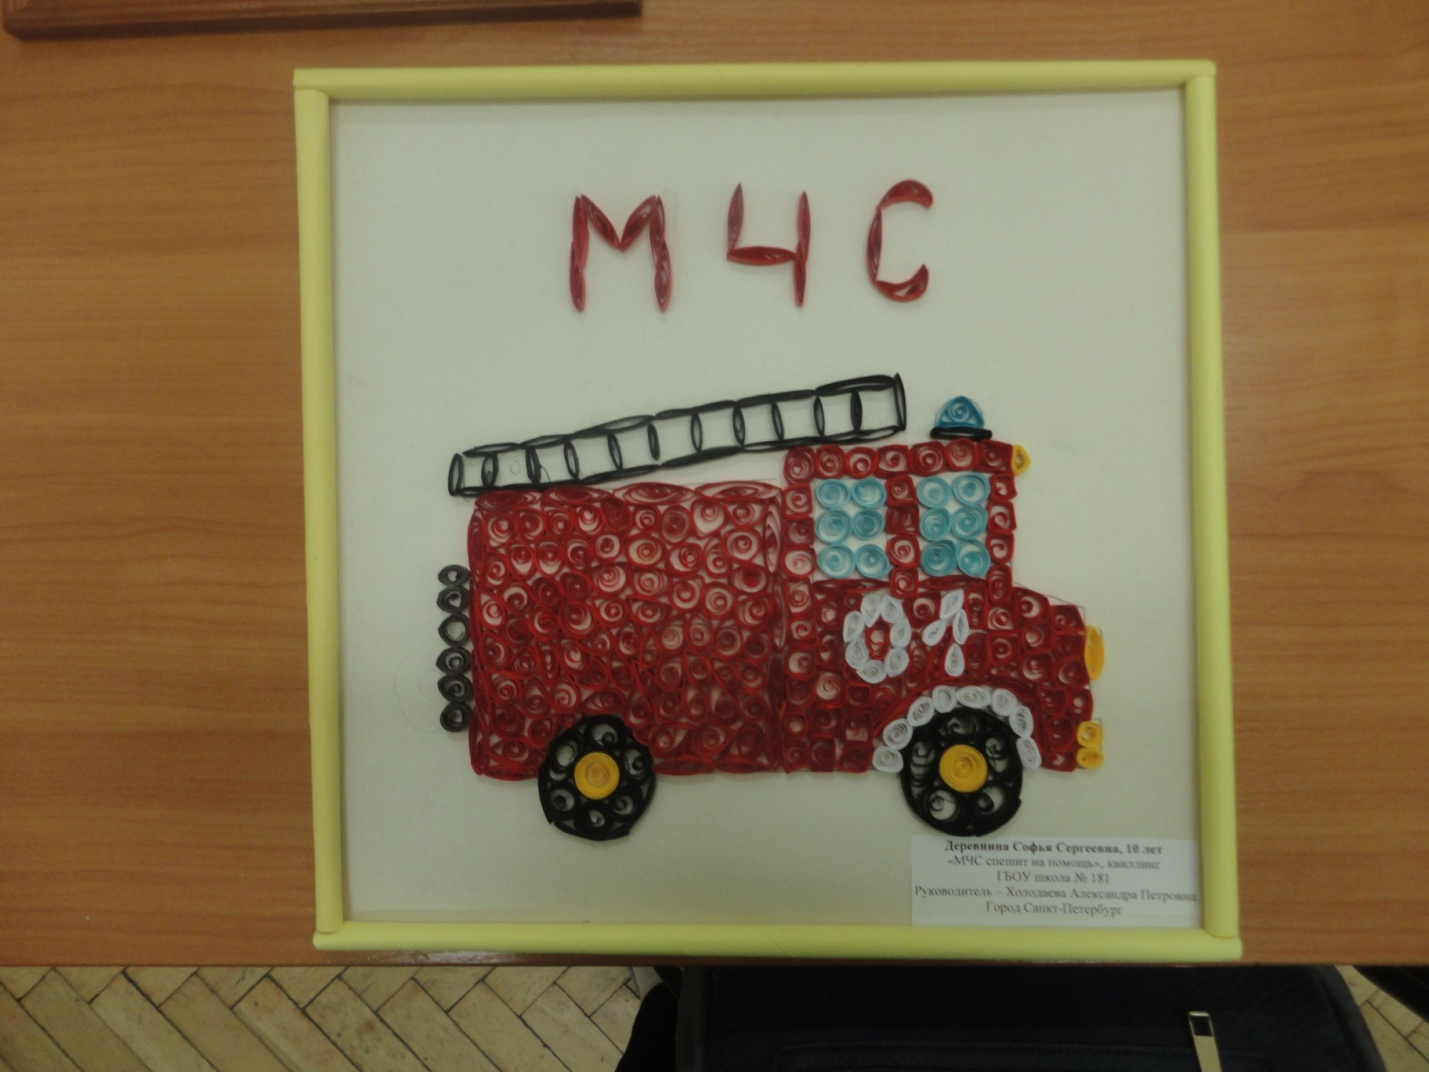 МЧС
01
Деревнина Софья Сергеевна, 10 лет
«МЧС спешит на помощь», квиллинг
ГБОУ школа № 181
Руководитель – Холодаева Александра Петровна
Город Санкт-Петербург